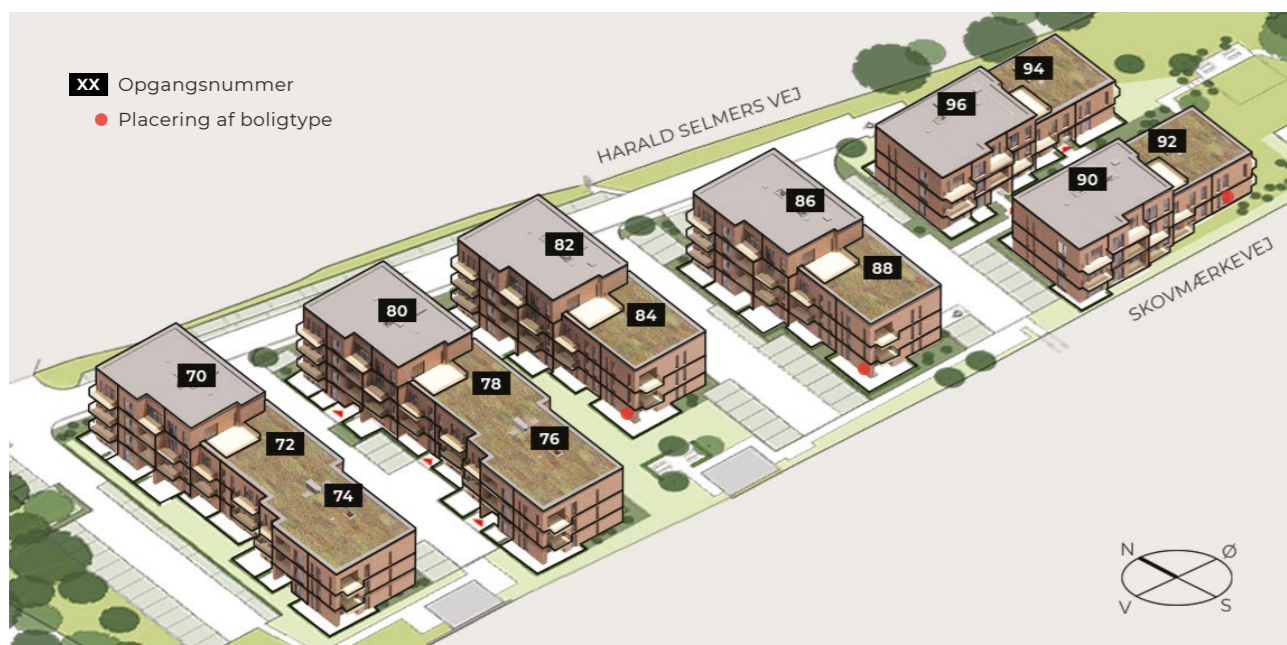 XX Opgangsnummer
Placering af boligtype
HARALD SELMERS VEJ
94
96
92
90
86
82
88
84
80
78
70
76
72
74
SKOVMÆRKEVEJ
N Ø
V S